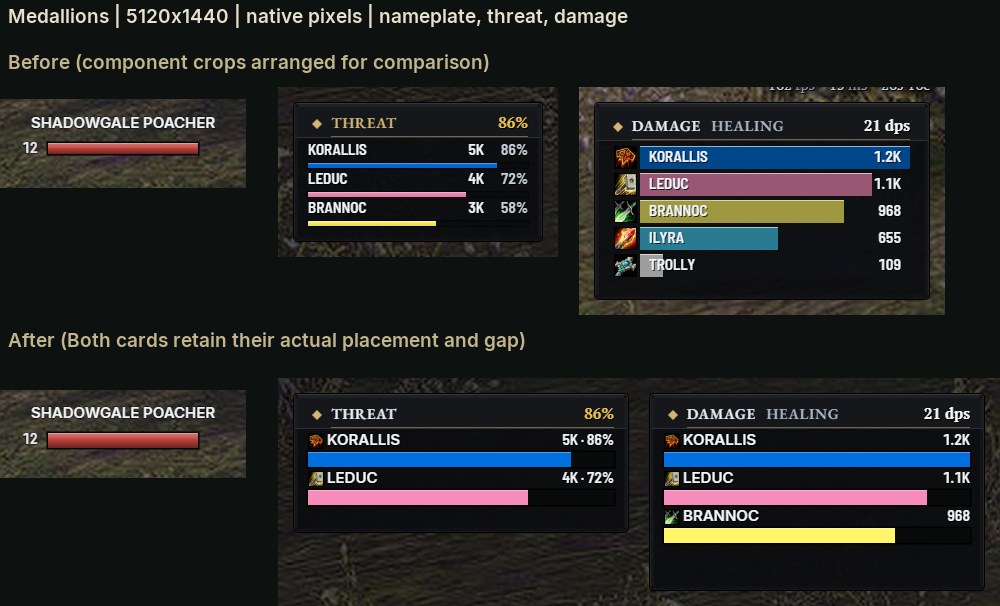 Medallions | 5120x1440 | native pixels | nameplate, threat, damage
Before (component crops arranged for comparison)
SHADOWGALE POACHER
12
THREAT 86%
KORALLIS 5K 86%
LEDUC 4K 72%
BRANNOC 3K 58%
DAMAGE HEALING 21 dps
KORALLIS 1.2K
LEDUC 1.1K
BRANNOC 968
ILYRA 655
TROLLY 109
After (Both cards retain their actual placement and gap)
SHADOWGALE POACHER
12
THREAT 86%
KORALLIS 5K · 86%
LEDUC 4K · 72%
DAMAGE HEALING 21 dps
KORALLIS 1.2K
LEDUC 1.1K
BRANNOC 968